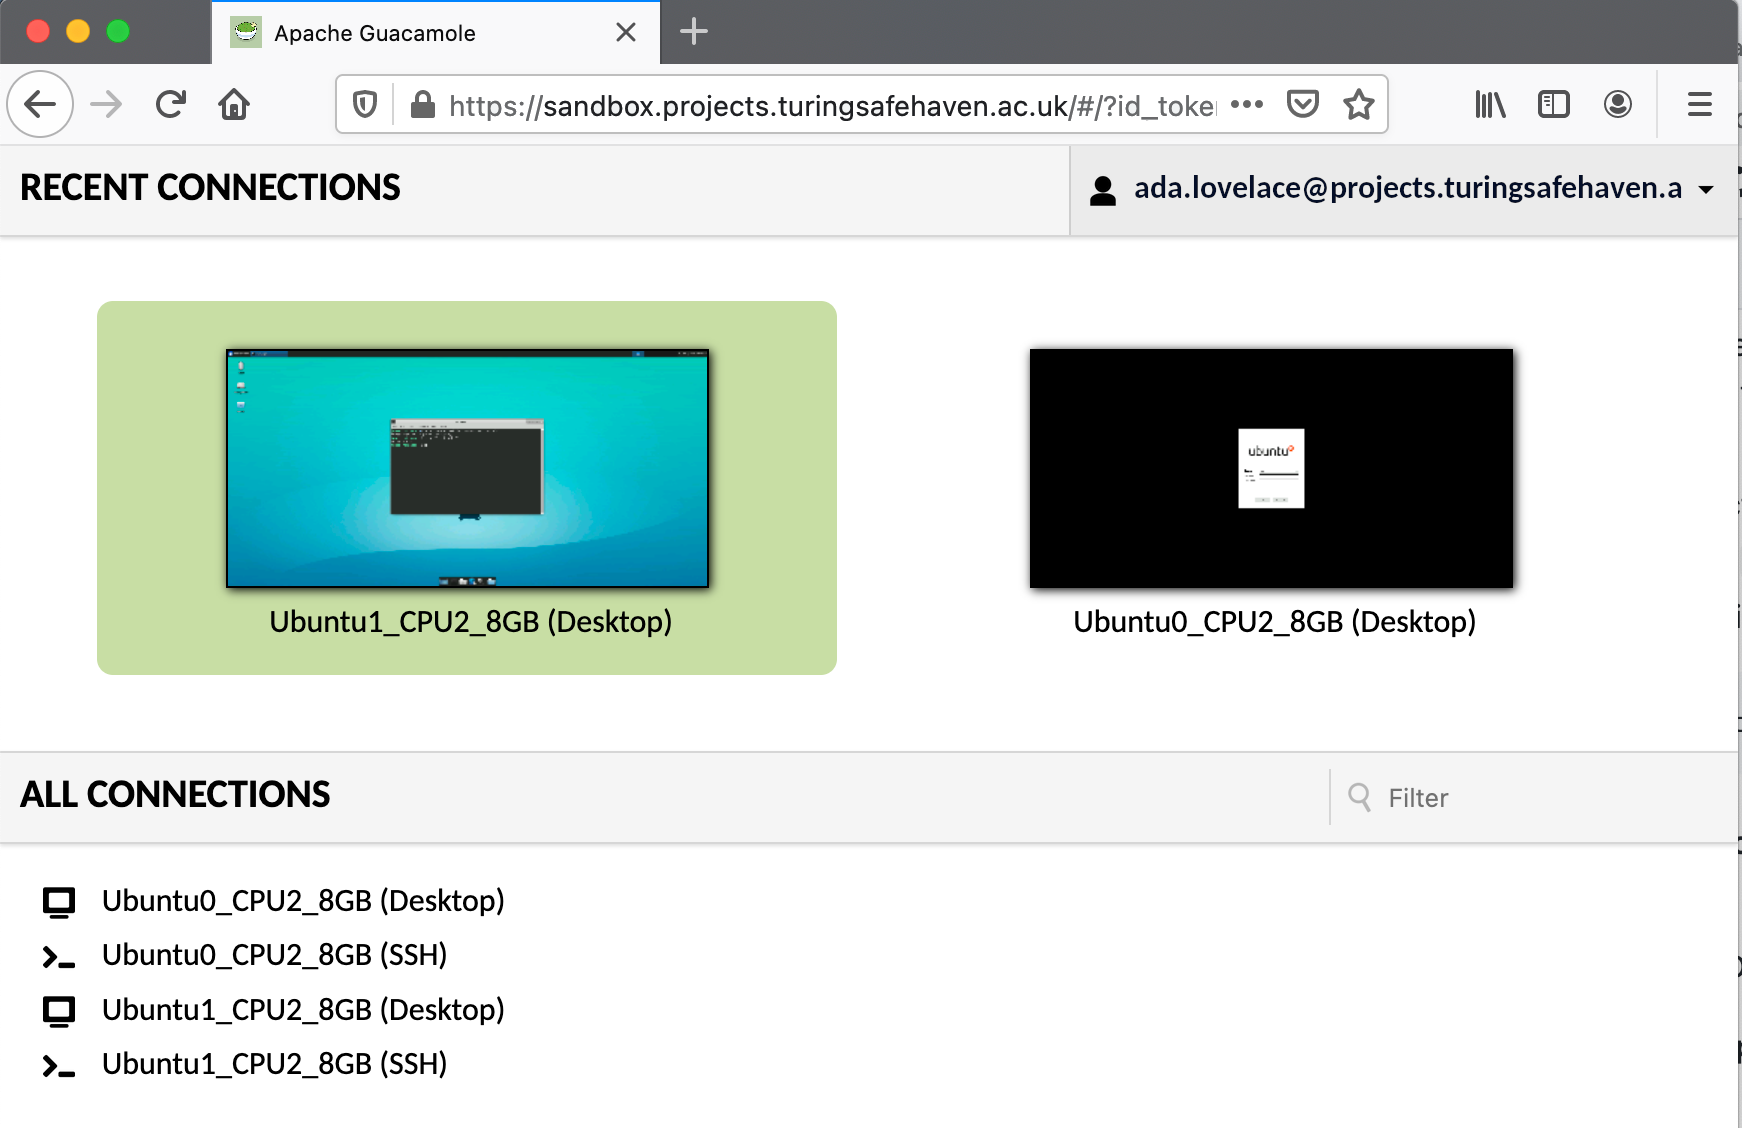 Apache Guacamole
https://sandbox.projects.turingsafehaven.ac.uk/#/?id_toke
RECENT CONNECTIONS
ada.lovelace@projects.turingsafehaven.a
ubuntu
Ubuntu1_CPU2_8GB (Desktop)
Ubuntu0_CPU2_8GB (Desktop)
ALL CONNECTIONS
Filter
Ubuntu0_CPU2_8GB (Desktop)
Ubuntu0_CPU2_8GB (SSH)
Ubuntu1_CPU2_8GB (Desktop)
Ubuntu1_CPU2_8GB (SSH)